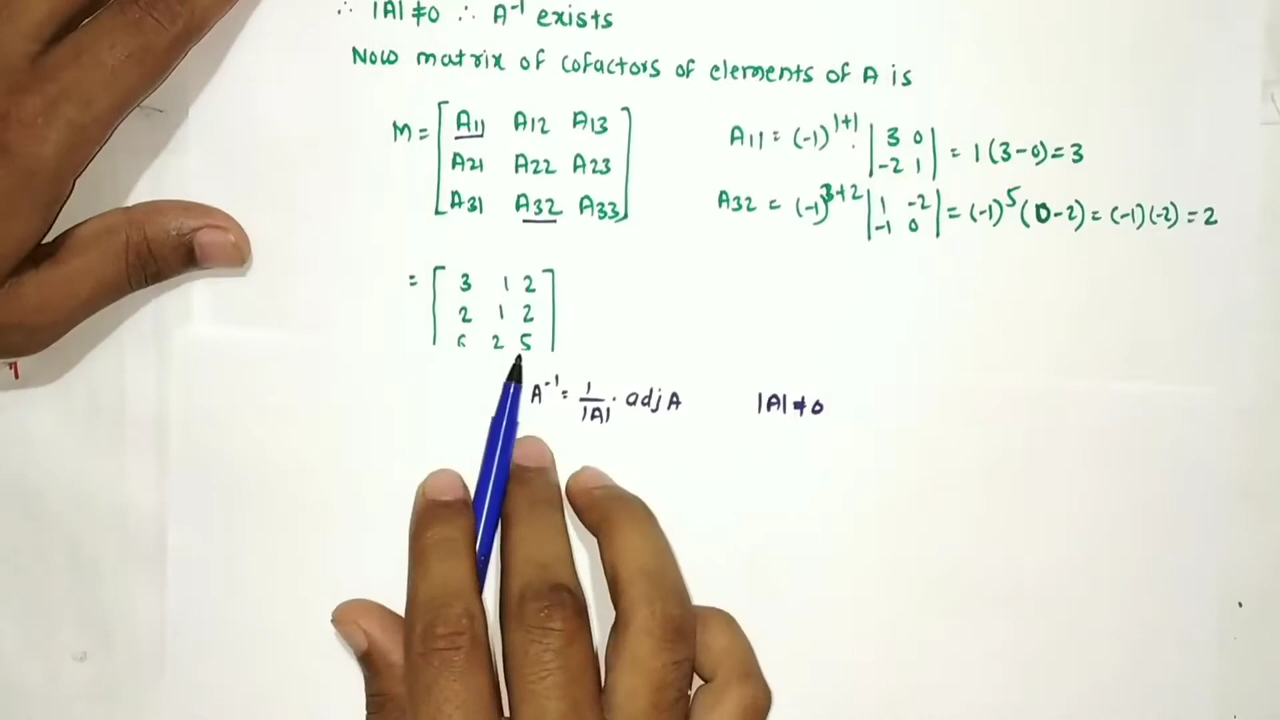 ∴ |A| ≠ 0 ∴ A⁻¹ exists
Now matrix of cofactors of elements of A is
M = [ A11 A12 A13
A21 A22 A23
A31 A32 A33 ]
A11 = (-1)¹⁺¹ | 3 0
-2 1 | = 1(3-0) = 3
A32 = (-1)³⁺² | 1 -2
-1 0 | = (-1)⁵ (0-2) = (-1)(-2) = 2
= [ 3 1 2
2 1 2
6 2 5 ]
A⁻¹ = 1/|A| . adj A |A| ≠ 0